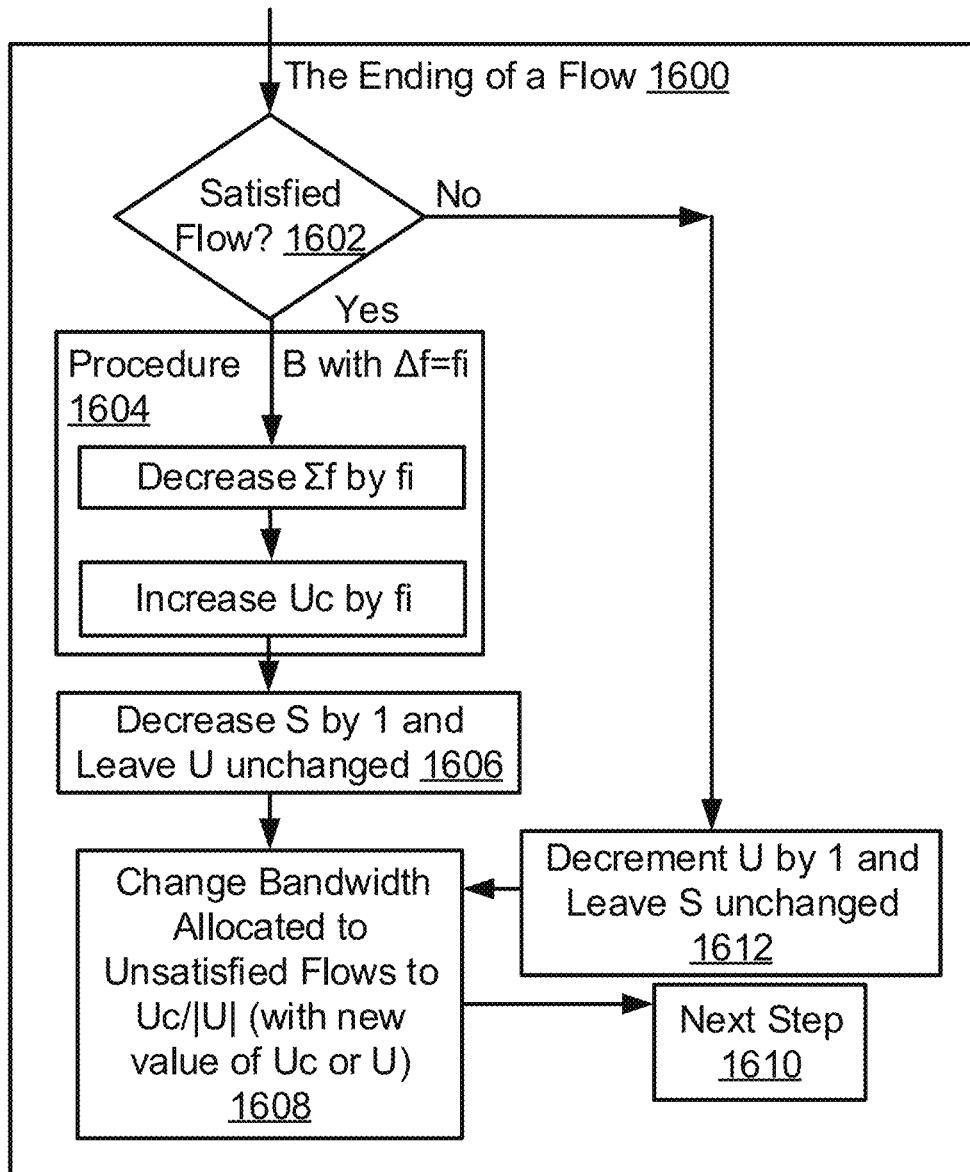 The Ending of a Flow 1600
Satisfied
Flow? 1602
No
Yes
Procedure B with Δf=fi
1604
Decrease Σf by fi
Increase Uc by fi
Decrease S by 1 and
Leave U unchanged 1606
Change Bandwidth
Allocated to
Unsatisfied Flows to
Uc/|U| (with new
value of Uc or U)
1608
Decrement U by 1 and
Leave S unchanged
1612
Next Step
1610